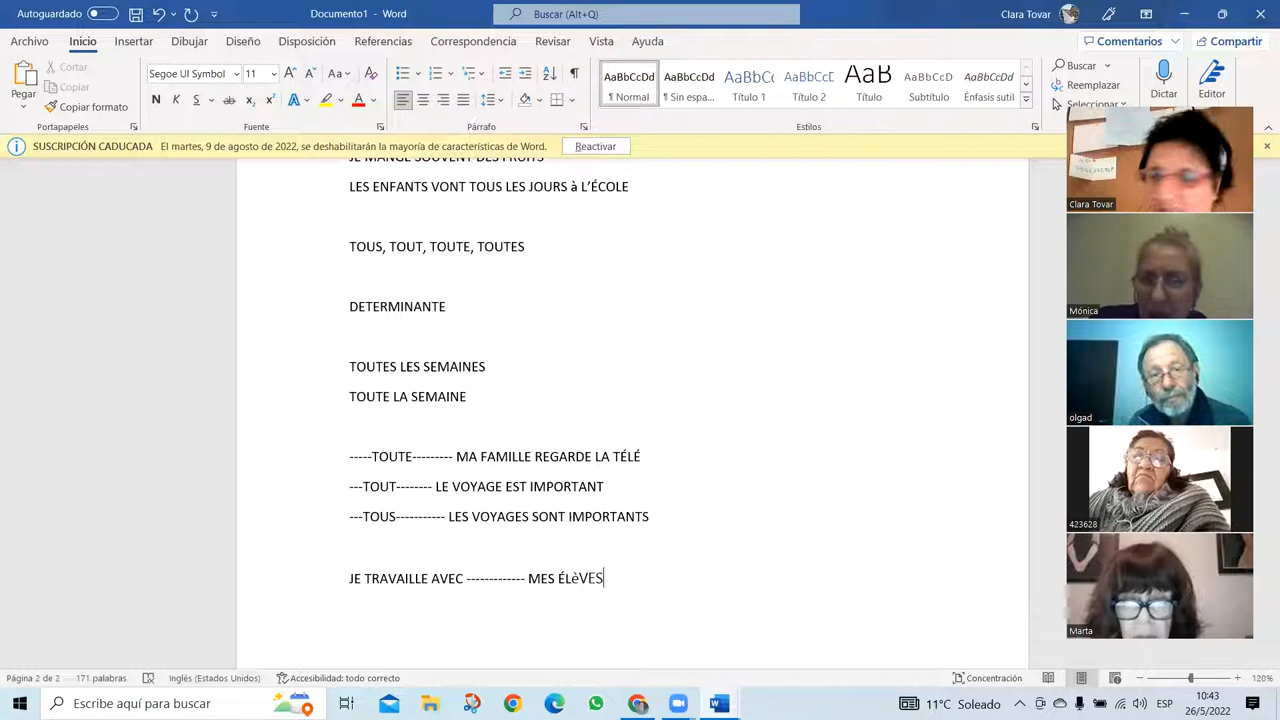 Autoguardado
Documento1 - Word
Buscar (Alt+Q)
Clara Tovar
Archivo Inicio Insertar Dibujar Diseño Disposición Referencias Correspondencia Revisar Vista Ayuda
Comentarios
Compartir
Pegar
Cortar
Copiar
Copiar formato
Portapapeles
Segoe UI Symbol 11
N K S
Fuente
Párrafo
AaBbCcDd AaBbCcDd AaBbCc AaBbCcE AaB AaBbCcD AaBbCcDd
¶ Normal ¶ Sin espa... Título 1 Título 2 Título Subtítulo Énfasis sutil
Estilos
Buscar
Reemplazar
Seleccionar
Dictar
Editor
SUSCRIPCIÓN CADUCADA El martes, 9 de agosto de 2022, se deshabilitarán la mayoría de características de Word. Reactivar
JE MANGE SOUVENT DES FRUITS
LES ENFANTS VONT TOUS LES JOURS à L'ÉCOLE
TOUS, TOUT, TOUTE, TOUTES
DETERMINANTE
TOUTES LES SEMAINES
TOUTE LA SEMAINE
-----TOUTE--------- MA FAMILLE REGARDE LA TÉLÉ
---TOUT-------- LE VOYAGE EST IMPORTANT
---TOUS----------- LES VOYAGES SONT IMPORTANTS
JE TRAVAILLE AVEC ------------- MES ÉLèVES
Clara Tovar
Mónica
olgad
423628
Marta
Página 2 de 2 171 palabras Inglés (Estados Unidos) Accesibilidad: todo correcto
Concentración
120%
Escribe aquí para buscar
11°C Soleado
ESP
10:43
26/5/2022